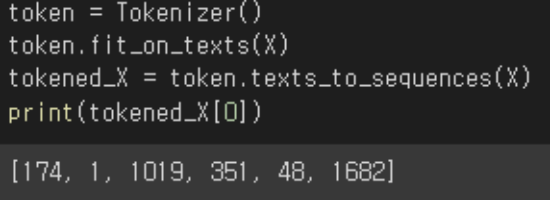 token = Tokenizer()
token.fit_on_texts(X)
tokened_X = token.texts_to_sequences(X)
print(tokened_X[0])
[174, 1, 1019, 351, 48, 1682]